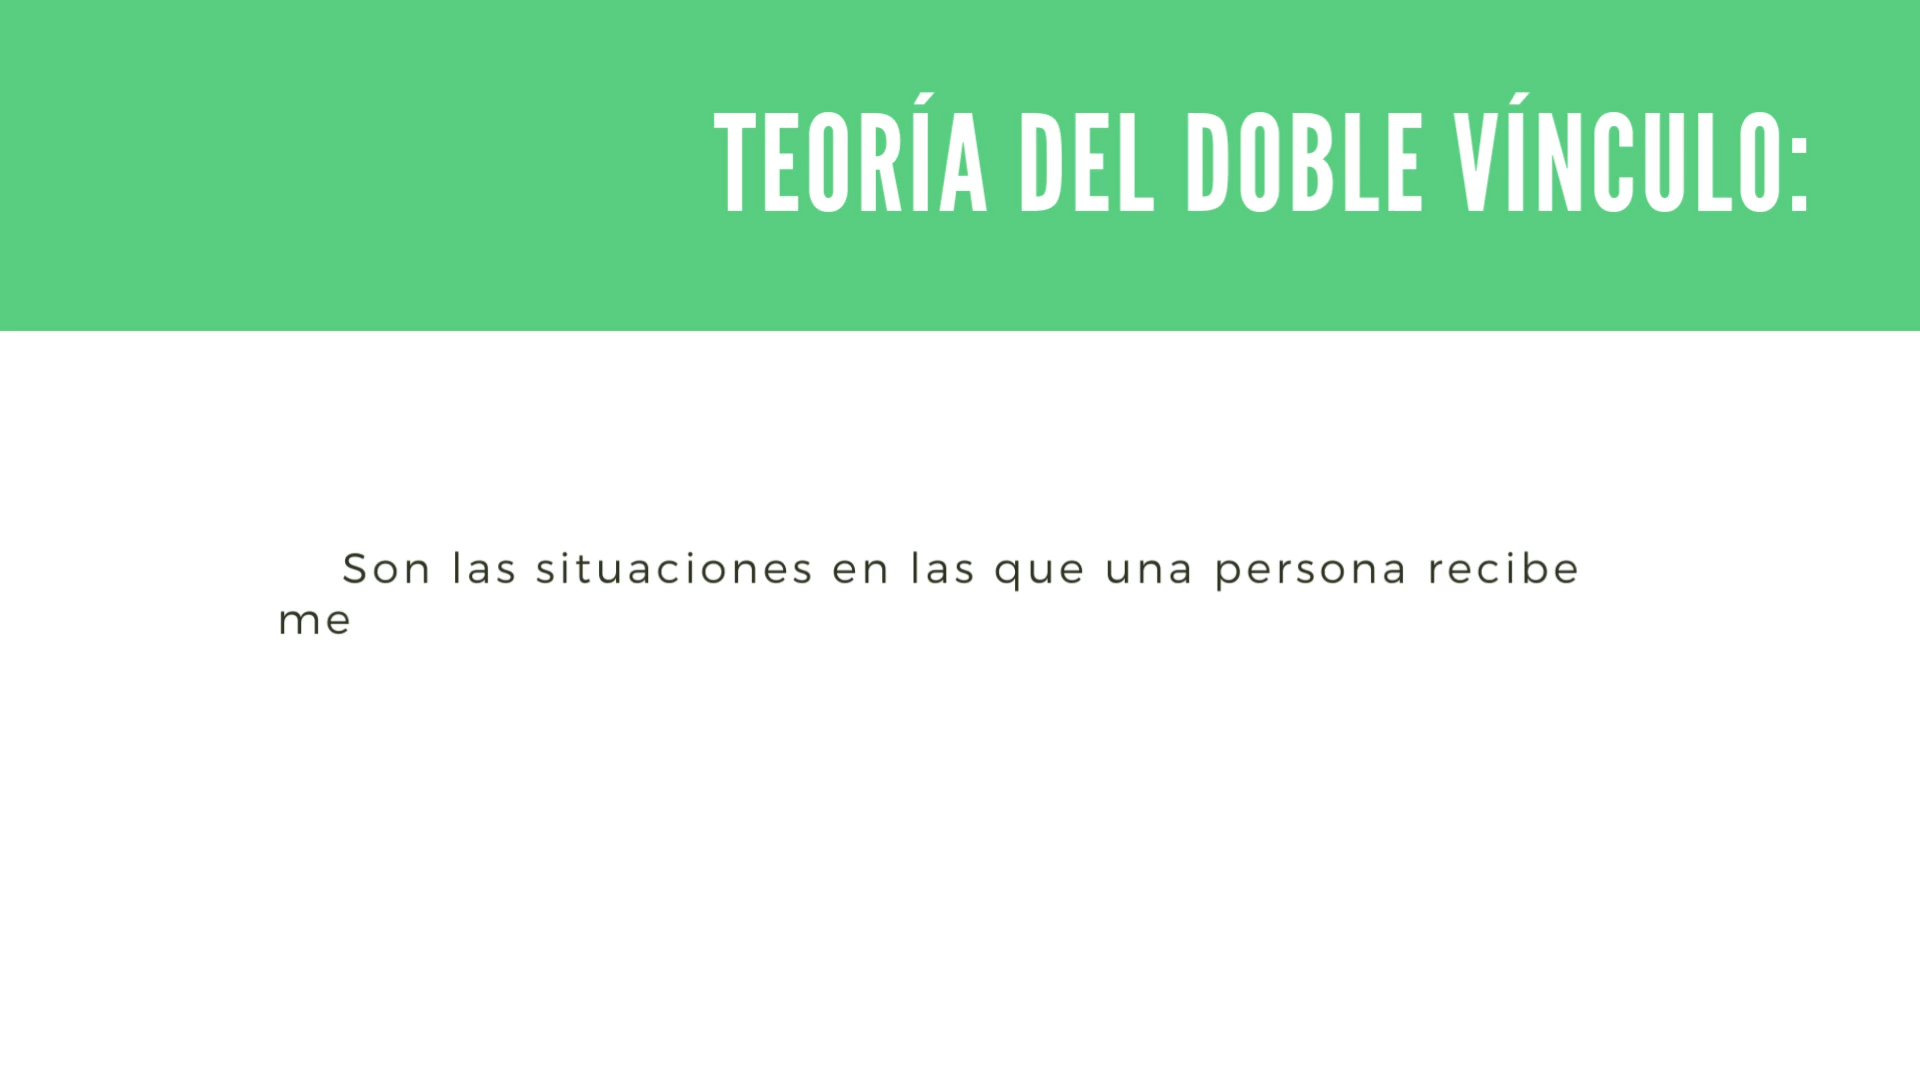 TEORÍA DEL DOBLE VÍNCULO:
Son las situaciones en las que una persona recibe
me